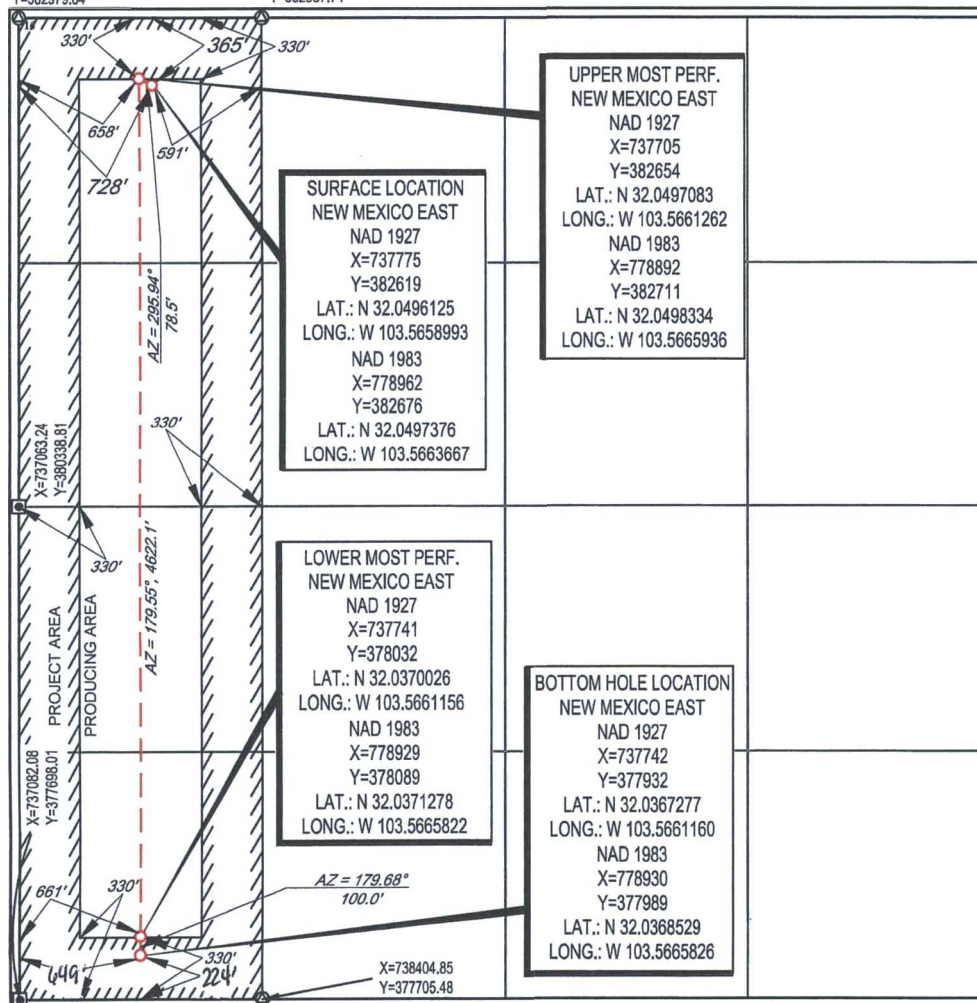 330'
365'
330'
658'
591'
728'
AZ = 295.94°
78.5'
UPPER MOST PERF.
NEW MEXICO EAST
NAD 1927
X=737705
Y=382654
LAT.: N 32.0497083
LONG.: W 103.5661262
NAD 1983
X=778892
Y=382711
LAT.: N 32.0498334
LONG.: W 103.5665936
SURFACE LOCATION
NEW MEXICO EAST
NAD 1927
X=737775
Y=382619
LAT.: N 32.0496125
LONG.: W 103.5658993
NAD 1983
X=778962
Y=382676
LAT.: N 32.0497376
LONG.: W 103.5663667
X=737063.24
Y=380338.81
330'
330'
AZ = 179.55°, 4622.1'
PROJECT AREA
PRODUCING AREA
LOWER MOST PERF.
NEW MEXICO EAST
NAD 1927
X=737741
Y=378032
LAT.: N 32.0370026
LONG.: W 103.5661156
NAD 1983
X=778929
Y=378089
LAT.: N 32.0371278
LONG.: W 103.5665822
BOTTOM HOLE LOCATION
NEW MEXICO EAST
NAD 1927
X=737742
Y=377932
LAT.: N 32.0367277
LONG.: W 103.5661160
NAD 1983
X=778930
Y=377989
LAT.: N 32.0368529
LONG.: W 103.5665826
X=737082.08
Y=377698.01
661'
330'
AZ = 179.68°
100.0'
330'
649'
224'
X=738404.85
Y=377705.48